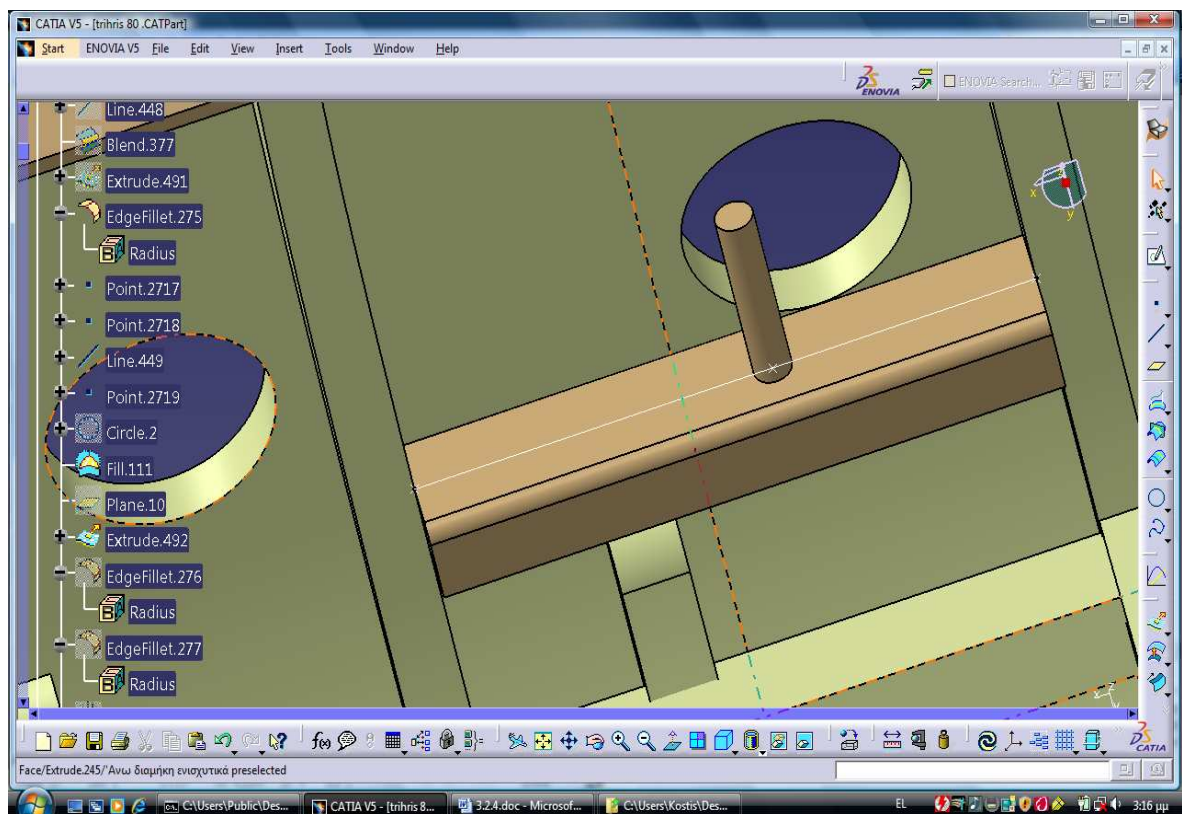 CATIA V5 - [trihris 80 .CATPart]
Start ENOVIA V5 File Edit View Insert Tools Window Help
ENOVIA
ENOVIA Search...
Line.448
Blend.377
Extrude.491
EdgeFillet.275
Radius
Point.2717
Point.2718
Line.449
Point.2719
Circle.2
Fill.111
Plane.10
Extrude.492
EdgeFillet.276
Radius
EdgeFillet.277
Radius
x
y
z
f(x)
CATIA
Face/Extrude.245/'Ανω διαμήκη ενισχυτικά preselected
C:\Users\Public\Des...
CATIA V5 - [trihris 8...
3.2.4.doc - Microsof...
C:\Users\Kostis\Des...
EL
3:16 μμ